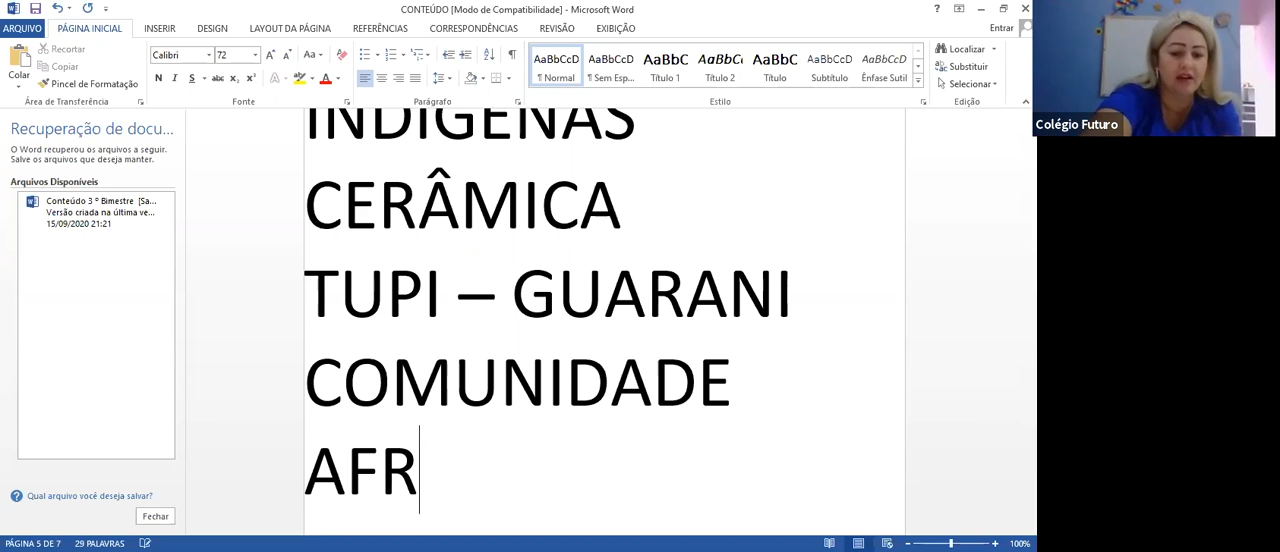 CONTEÚDO [Modo de Compatibilidade] - Microsoft Word
ARQUIVO PÁGINA INICIAL INSERIR DESIGN LAYOUT DA PÁGINA REFERÊNCIAS CORRESPONDÊNCIAS REVISÃO EXIBIÇÃO Entrar
Colar
Recortar
Copiar
Pincel de Formatação
Área de Transferência
Calibri 72
N I S abc x₂ x²
Fonte
Parágrafo
AaBbCcD AaBbCcD AaBbC AaBbC AaBbC AaBbCcD AaBbCcD
¶ Normal ¶ Sem Esp... Título 1 Título 2 Título Subtítulo Ênfase Sutil
Estilo
Localizar
Substituir
Selecionar
Edição
Recuperação de docu...
O Word recuperou os arquivos a seguir.
Salve os arquivos que deseja manter.
Arquivos Disponíveis
Conteúdo 3 º Bimestre [Sa...
Versão criada na última ve...
15/09/2020 21:21
Qual arquivo você deseja salvar?
Fechar
INDÍGENAS
CERÂMICA
TUPI – GUARANI
COMUNIDADE
AFR
Colégio Futuro
PÁGINA 5 DE 7 29 PALAVRAS 100%